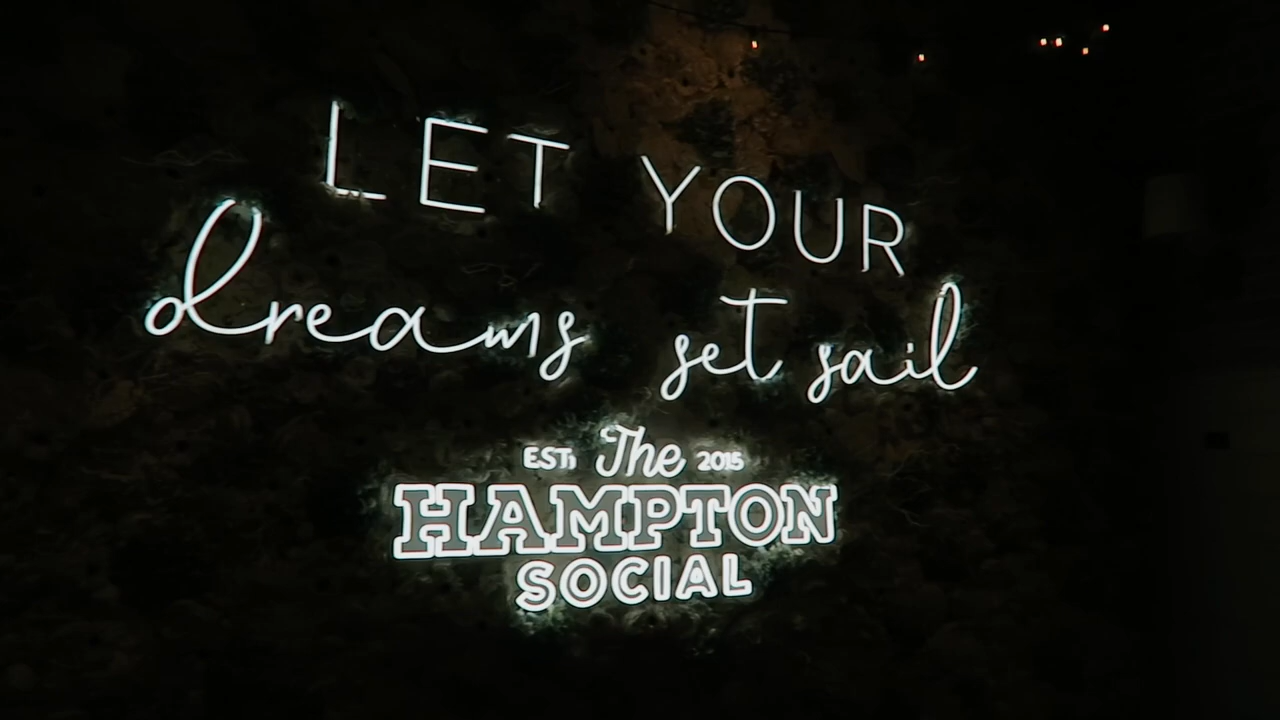 LET YOUR
dreams set sail
EST. The 2015
HAMPTON
SOCIAL